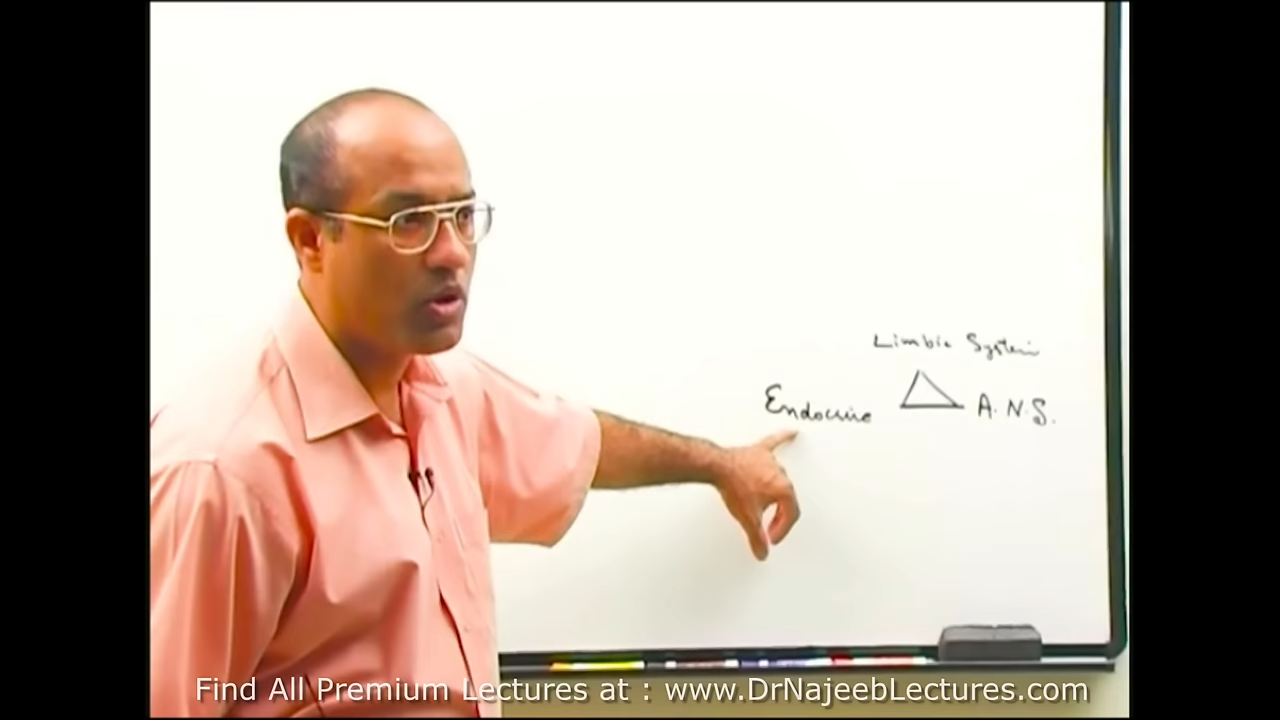 Limbic System
Endocrine A.N.S.
Find All Premium Lectures at : www.DrNajeebLectures.com